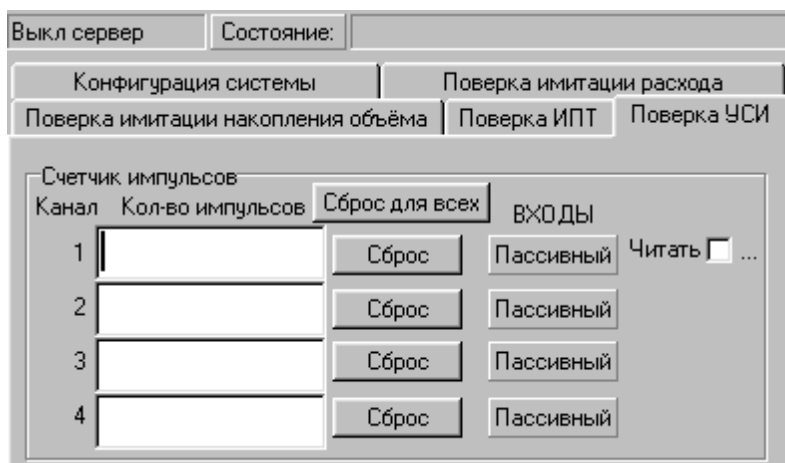 Выкл сервер Состояние:
Конфигурация системы Поверка имитации расхода
Поверка имитации накопления объёма Поверка ИПТ Поверка УСИ
Счетчик импульсов
Канал Кол-во импульсов Сброс для всех ВХОДЫ
1 Сброс Пассивный Читать ...
2 Сброс Пассивный
3 Сброс Пассивный
4 Сброс Пассивный